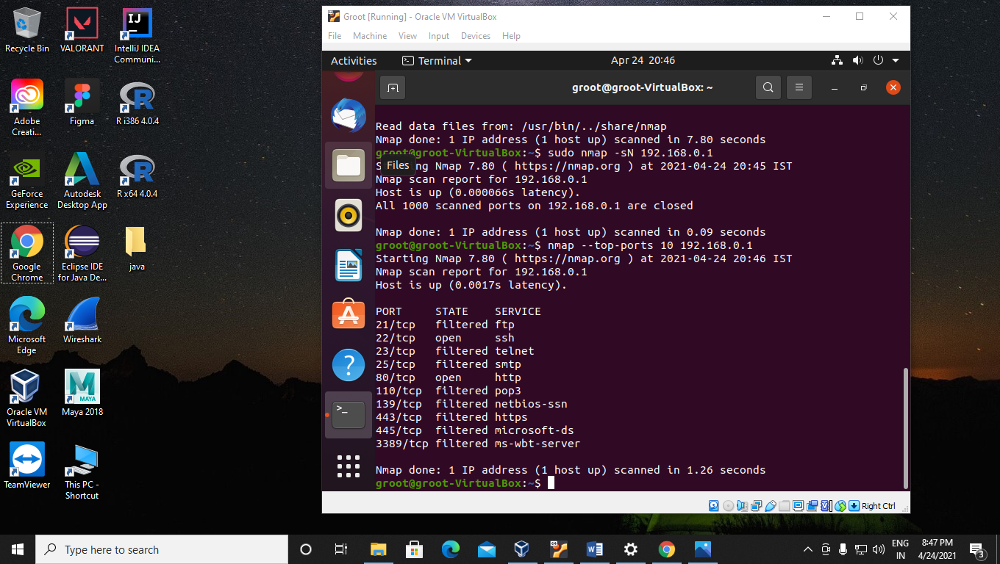 Recycle Bin
VALORANT
IntelliJ IDEA
Communi...
Adobe
Creati...
Figma
R i386 4.0.4
GeForce
Experience
Autodesk
Desktop App
R x64 4.0.4
Google
Chrome
Eclipse IDE
for Java De...
java
Microsoft
Edge
Wireshark
Oracle VM
VirtualBox
Maya 2018
TeamViewer
This PC -
Shortcut
Groot [Running] - Oracle VM VirtualBox
File Machine View Input Devices Help
Activities Terminal Apr 24 20:46
groot@groot-VirtualBox: ~
Read data files from: /usr/bin/../share/nmap
Nmap done: 1 IP address (1 host up) scanned in 7.80 seconds
groot@groot-VirtualBox:~$ sudo nmap -sN 192.168.0.1
Files
ng Nmap 7.80 ( https://nmap.org ) at 2021-04-24 20:45 IST
Nmap scan report for 192.168.0.1
Host is up (0.000066s latency).
All 1000 scanned ports on 192.168.0.1 are closed
Nmap done: 1 IP address (1 host up) scanned in 0.09 seconds
groot@groot-VirtualBox:~$ nmap --top-ports 10 192.168.0.1
Starting Nmap 7.80 ( https://nmap.org ) at 2021-04-24 20:46 IST
Nmap scan report for 192.168.0.1
Host is up (0.0017s latency).
PORT STATE SERVICE
21/tcp filtered ftp
22/tcp open ssh
23/tcp filtered telnet
25/tcp filtered smtp
80/tcp open http
110/tcp filtered pop3
139/tcp filtered netbios-ssn
443/tcp filtered https
445/tcp filtered microsoft-ds
3389/tcp filtered ms-wbt-server
Nmap done: 1 IP address (1 host up) scanned in 1.26 seconds
groot@groot-VirtualBox:~$
Right Ctrl
Type here to search
ENG
IN
8:47 PM
4/24/2021
3